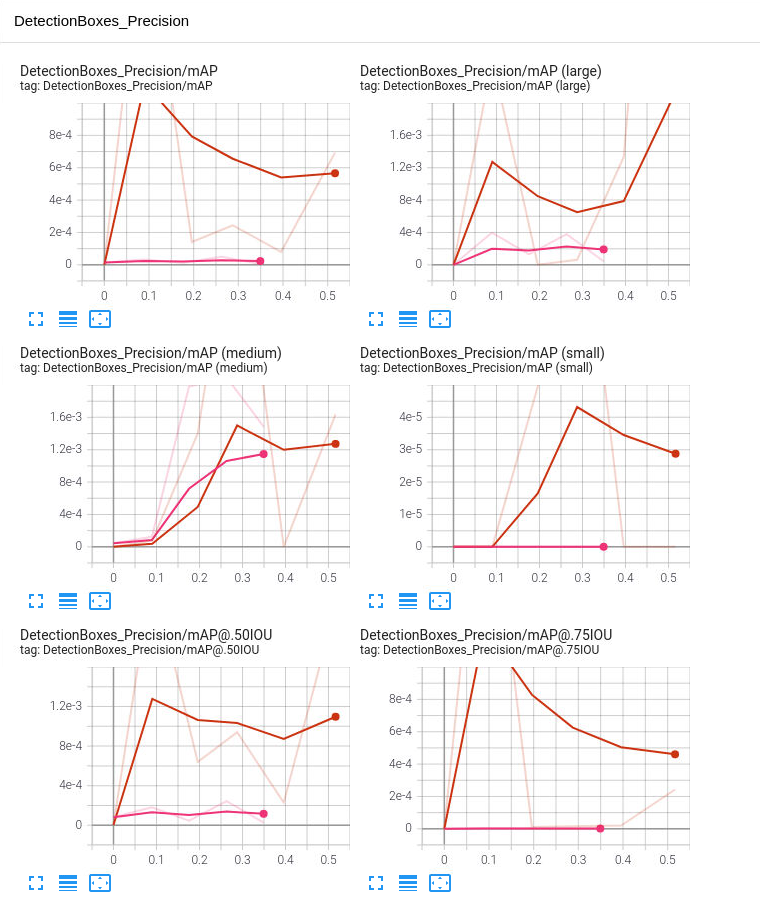 DetectionBoxes_Precision
DetectionBoxes_Precision/mAP
tag: DetectionBoxes_Precision/mAP
8e-4
6e-4
4e-4
2e-4
0
0 0.1 0.2 0.3 0.4 0.5
DetectionBoxes_Precision/mAP (large)
tag: DetectionBoxes_Precision/mAP (large)
1.6e-3
1.2e-3
8e-4
4e-4
0
0 0.1 0.2 0.3 0.4 0.5
DetectionBoxes_Precision/mAP (medium)
tag: DetectionBoxes_Precision/mAP (medium)
1.6e-3
1.2e-3
8e-4
4e-4
0
0 0.1 0.2 0.3 0.4 0.5
DetectionBoxes_Precision/mAP (small)
tag: DetectionBoxes_Precision/mAP (small)
4e-5
3e-5
2e-5
1e-5
0
0 0.1 0.2 0.3 0.4 0.5
DetectionBoxes_Precision/mAP@.50IOU
tag: DetectionBoxes_Precision/mAP@.50IOU
1.2e-3
8e-4
4e-4
0
0 0.1 0.2 0.3 0.4 0.5
DetectionBoxes_Precision/mAP@.75IOU
tag: DetectionBoxes_Precision/mAP@.75IOU
8e-4
6e-4
4e-4
2e-4
0
0 0.1 0.2 0.3 0.4 0.5